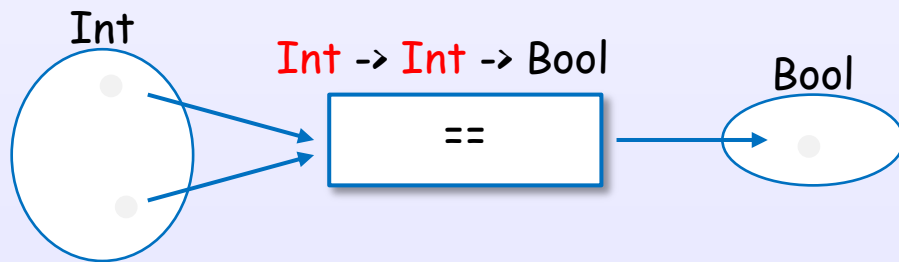 Int
Int -> Int -> Bool
Bool
==